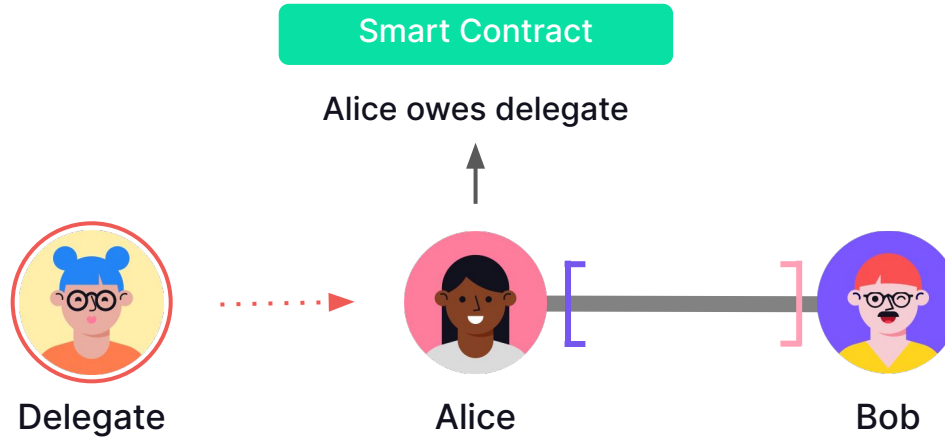 Smart Contract
Alice owes delegate
Delegate
Alice
Bob